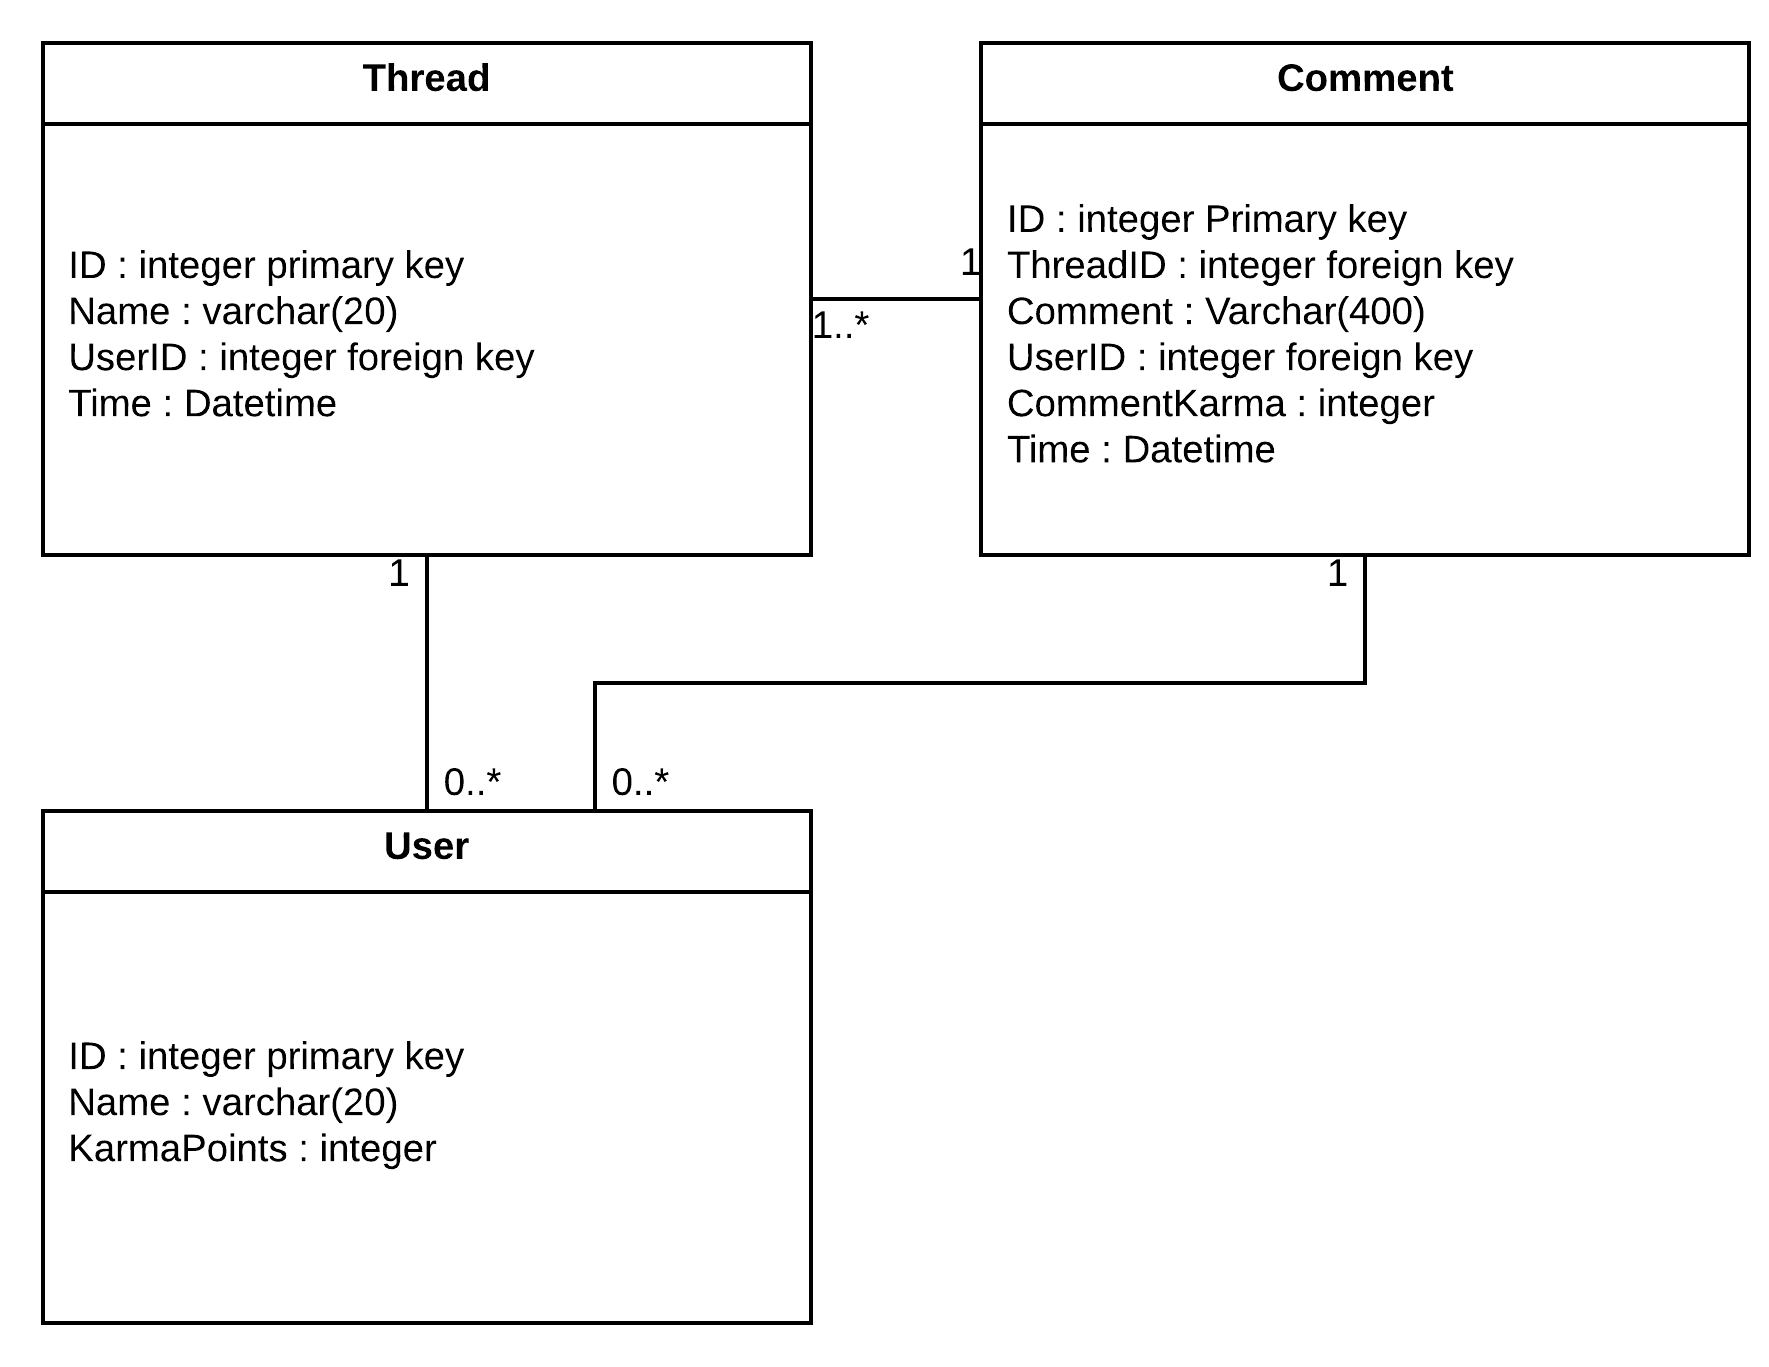 Thread
ID : integer primary key
Name : varchar(20)
UserID : integer foreign key
Time : Datetime
Comment
ID : integer Primary key
ThreadID : integer foreign key
Comment : Varchar(400)
UserID : integer foreign key
CommentKarma : integer
Time : Datetime
1
1..*
1
1
0..*
0..*
User
ID : integer primary key
Name : varchar(20)
KarmaPoints : integer